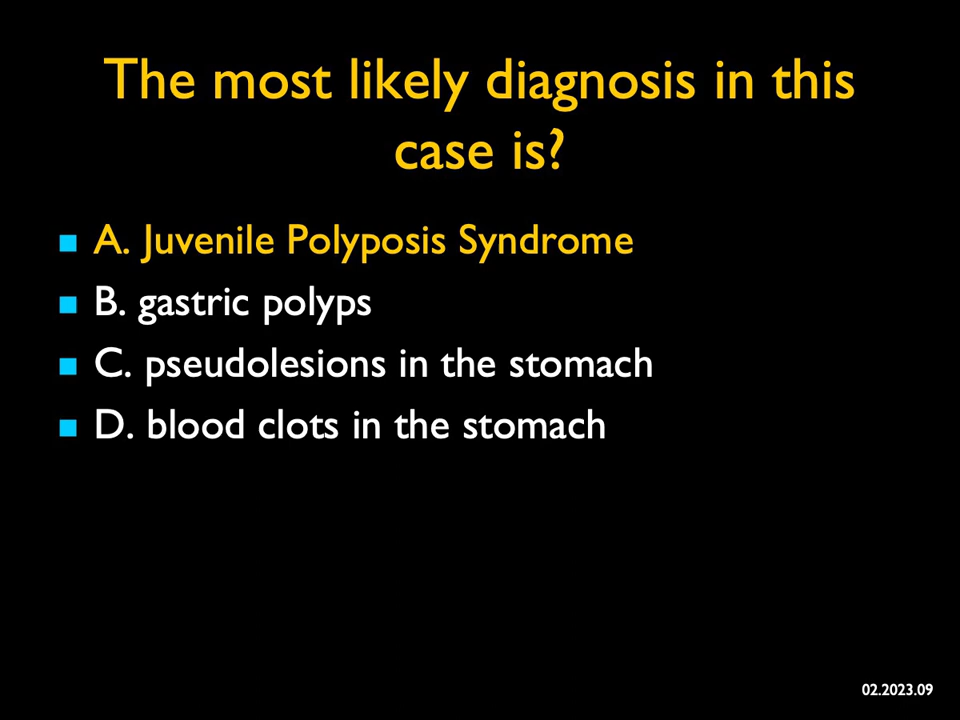 The most likely diagnosis in this
case is?
A. Juvenile Polyposis Syndrome
B. gastric polyps
C. pseudolesions in the stomach
D. blood clots in the stomach
02.2023.09